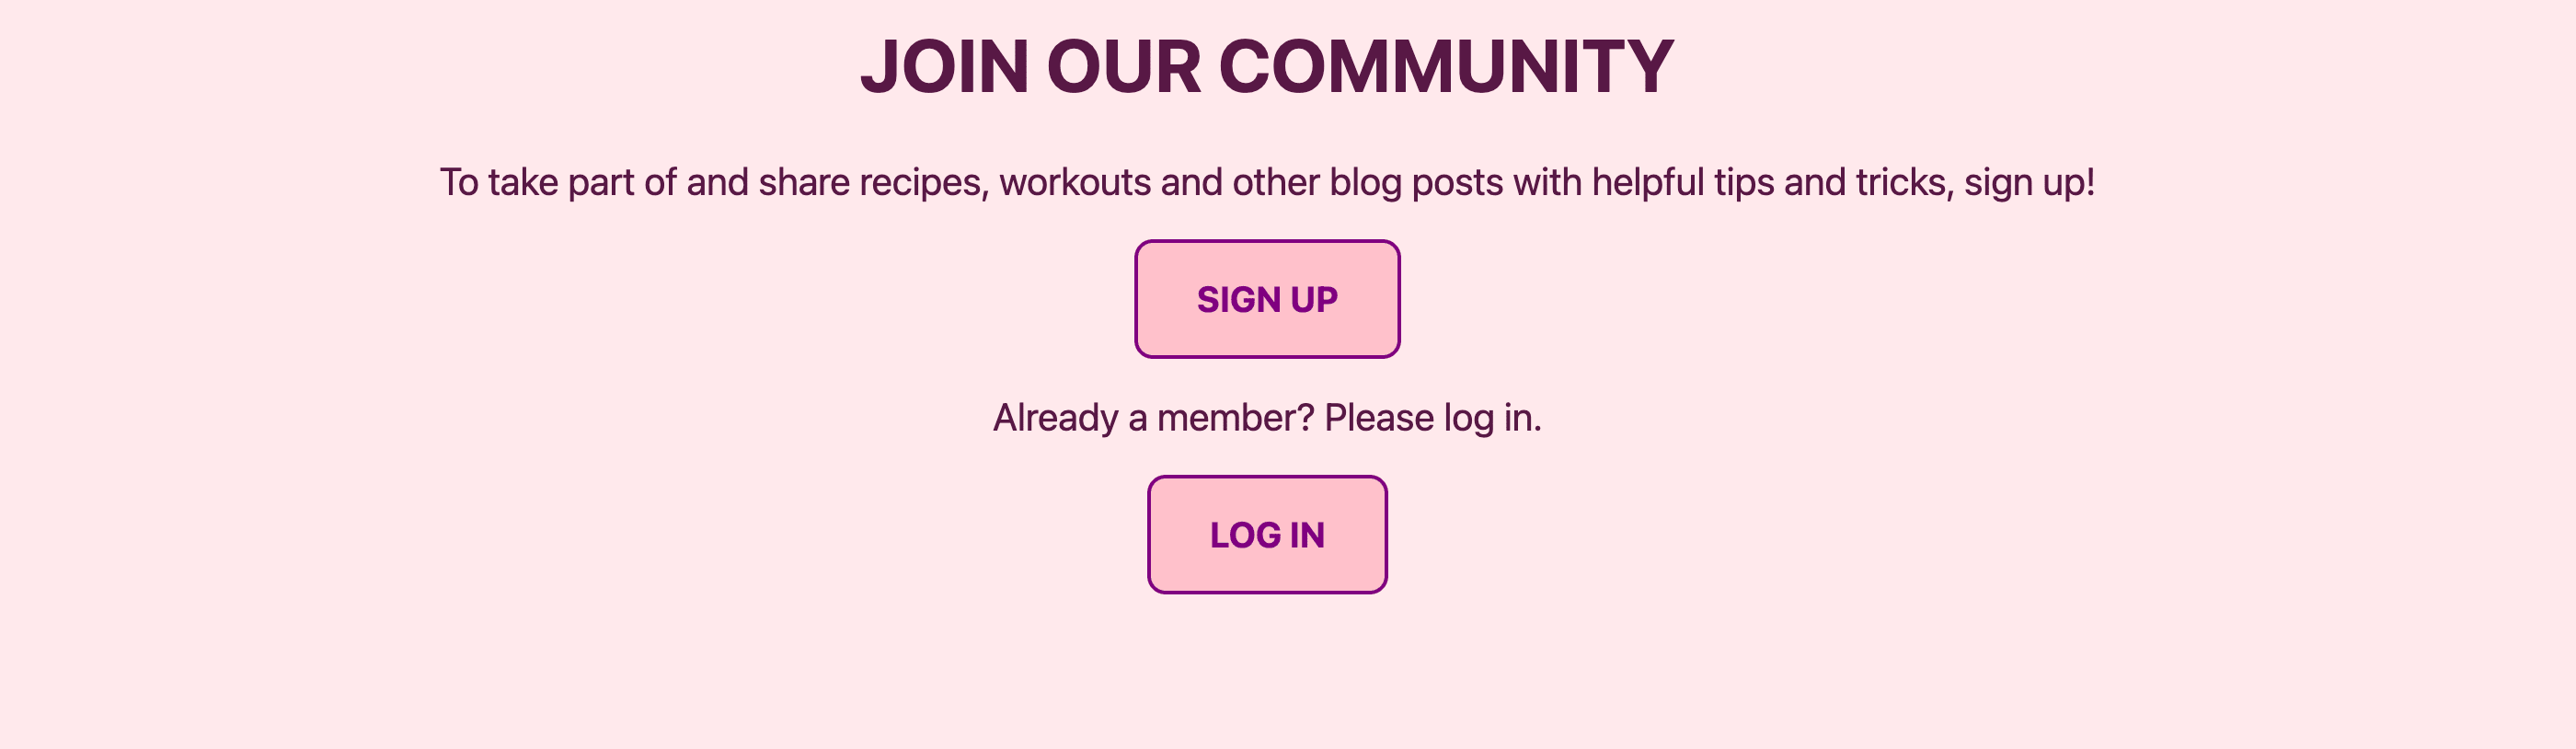 JOIN OUR COMMUNITY
To take part of and share recipes, workouts and other blog posts with helpful tips and tricks, sign up!
SIGN UP
Already a member? Please log in.
LOG IN